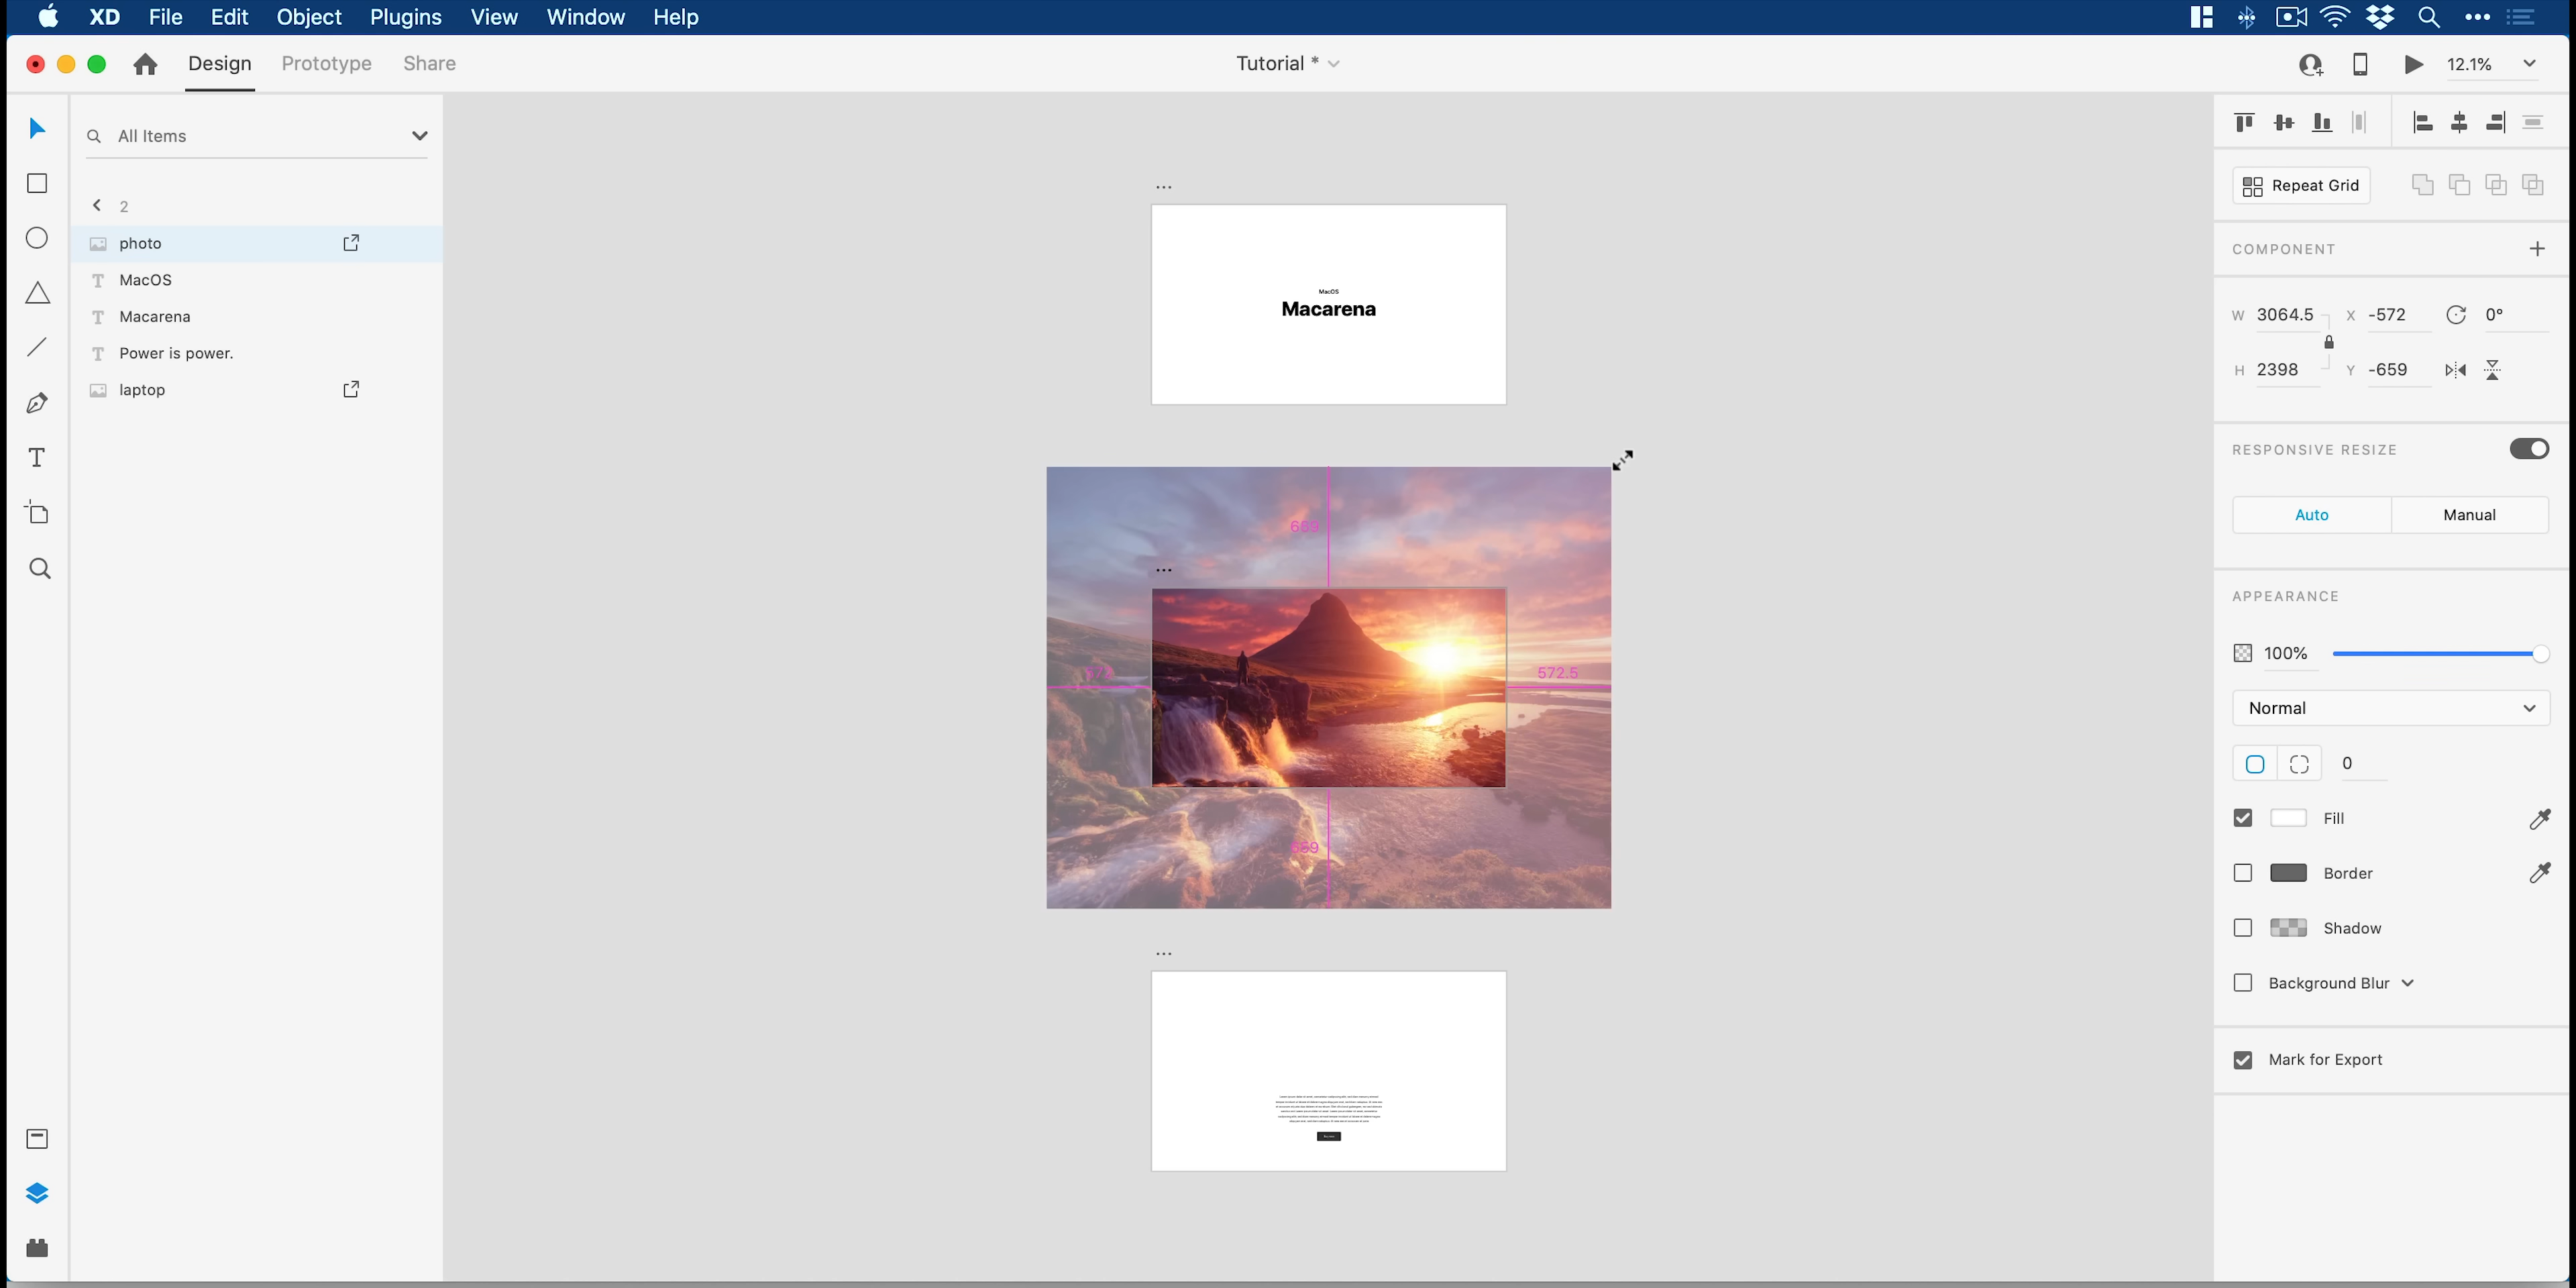 XD File Edit Object Plugins View Window Help
Design Prototype Share
Tutorial *
12.1%
All Items
2
photo
MacOS
Macarena
Power is power.
laptop
MacOS
Macarena
669
572.5
669
Repeat Grid
COMPONENT
W 3064.5 X -572 0°
H 2398 Y -659
RESPONSIVE RESIZE
Auto Manual
APPEARANCE
100%
Normal
0
Fill
Border
Shadow
Background Blur
Mark for Export